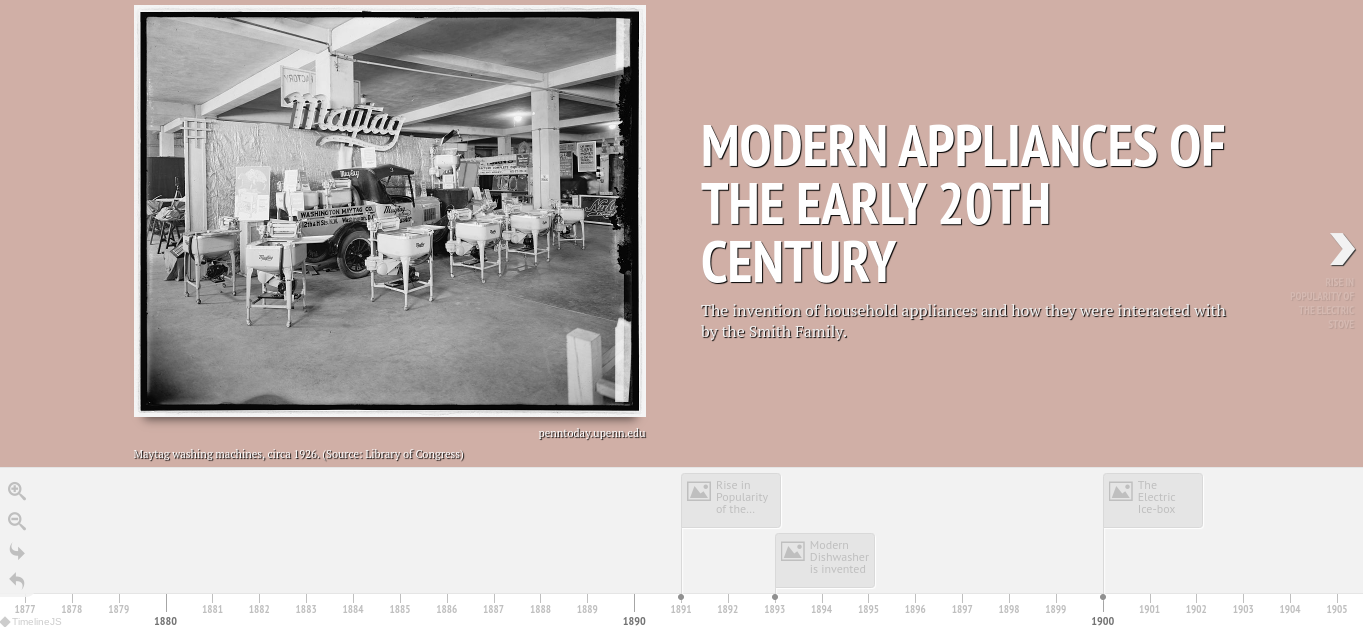 Maytag
Maytag
WASHINGTON MAYTAG CO.
Maytag
MODERN APPLIANCES OF
THE EARLY 20TH
CENTURY
The invention of household appliances and how they were interacted with
by the Smith Family.
RISE IN
POPULARITY OF
THE ELECTRIC
STOVE
penntoday.upenn.edu
Maytag washing machines, circa 1926. (Source: Library of Congress)
Rise in
Popularity
of the...
The
Electric
Ice-box
Modern
Dishwasher
is invented
1877 1878 1879 1880 1881 1882 1883 1884 1885 1886 1887 1888 1889 1890 1891 1892 1893 1894 1895 1896 1897 1898 1899 1900 1901 1902 1903 1904 1905
TimelineJS